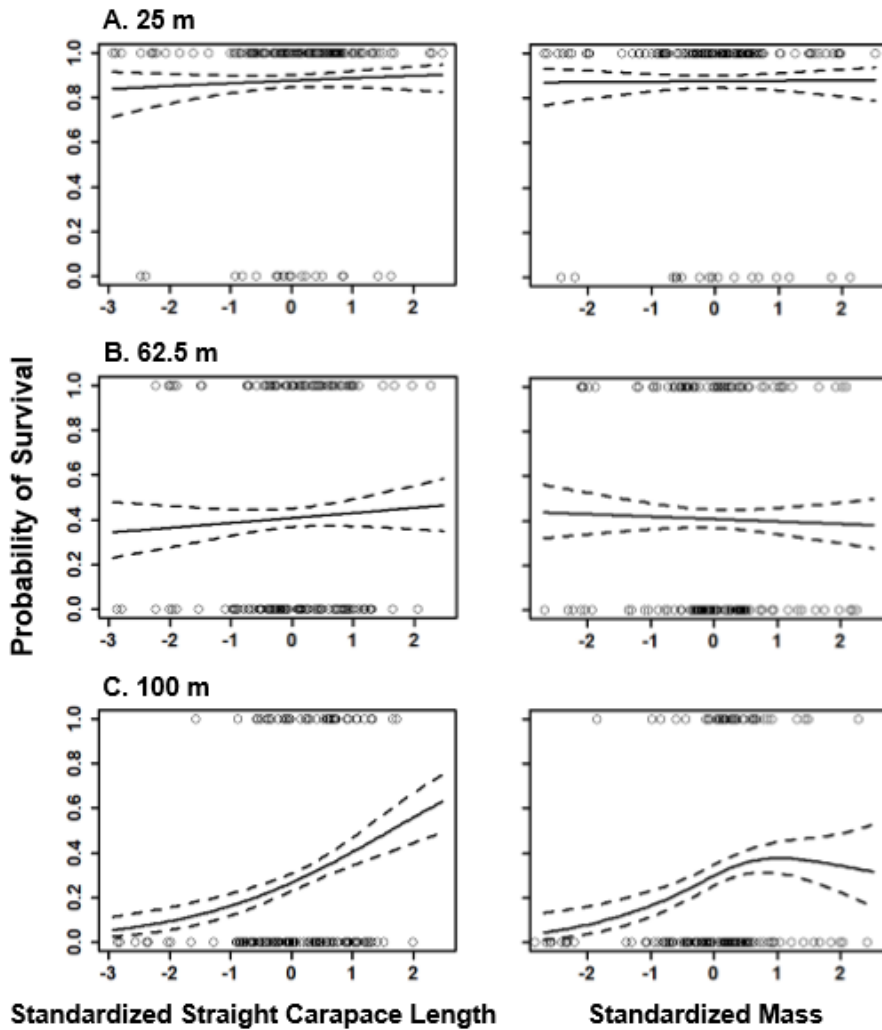 A. 25 m
1.0
0.8
0.6
0.4
0.2
0.0
-3 -2 -1 0 1 2
-2 -1 0 1 2
B. 62.5 m
1.0
0.8
0.6
0.4
0.2
0.0
-3 -2 -1 0 1 2
-2 -1 0 1 2
Probability of Survival
C. 100 m
1.0
0.8
0.6
0.4
0.2
0.0
-3 -2 -1 0 1 2
-2 -1 0 1 2
Standardized Straight Carapace Length
Standardized Mass